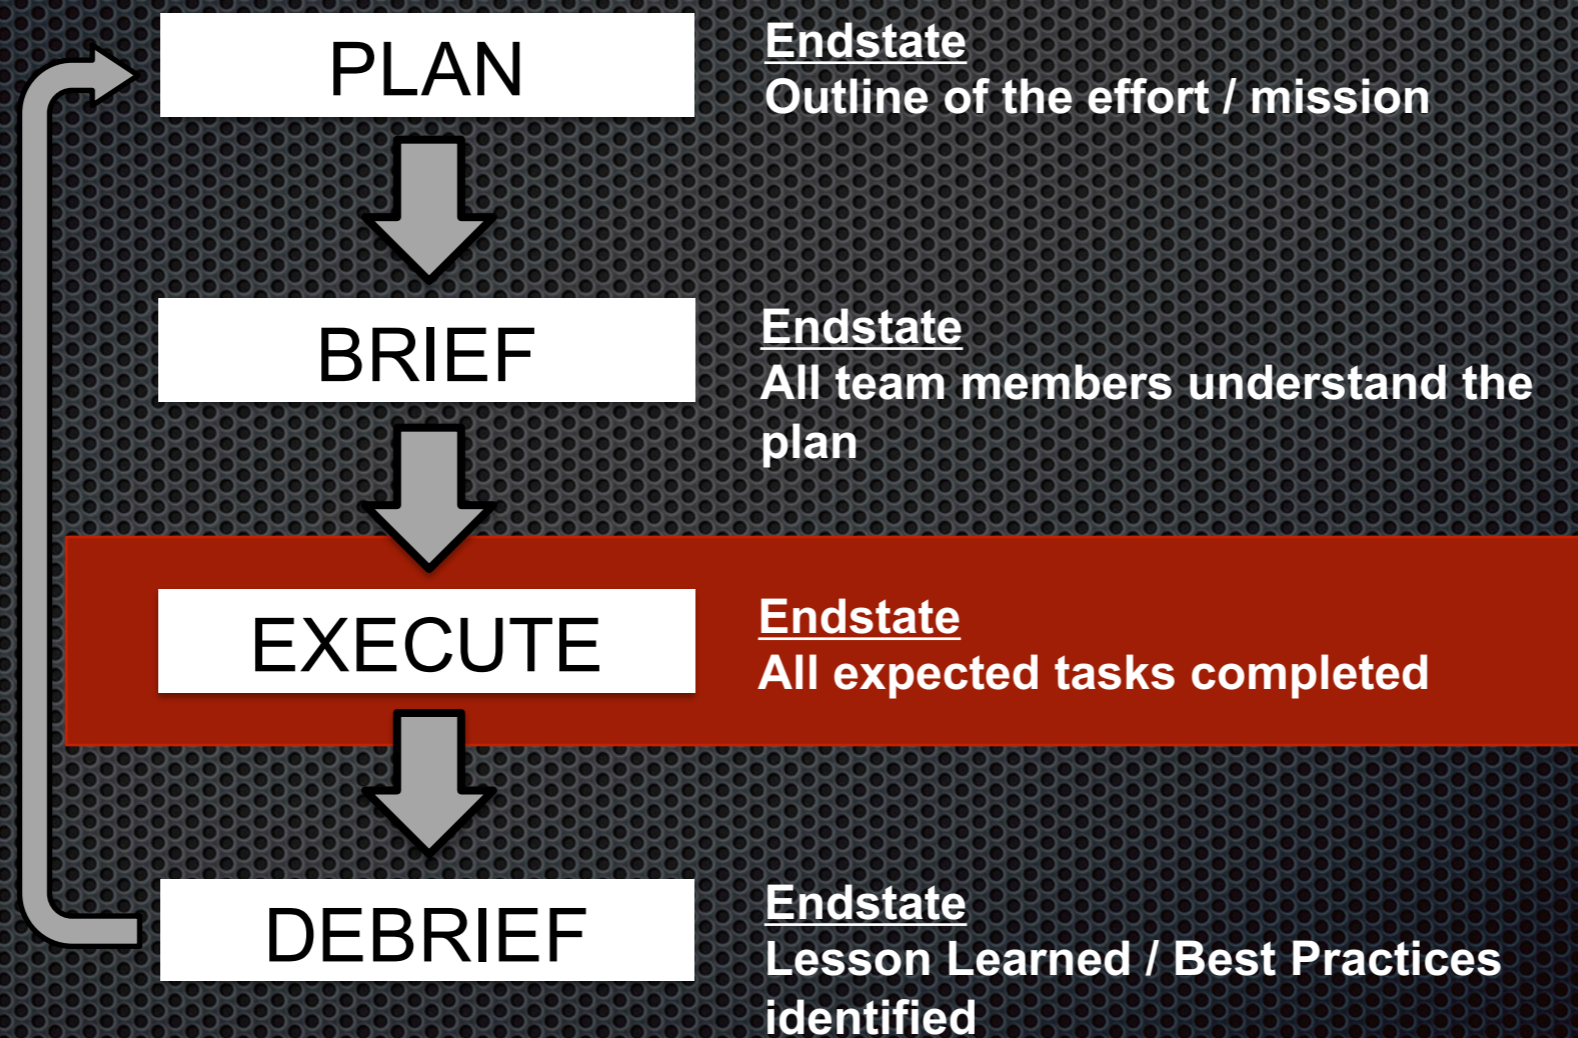 PLAN
Endstate
Outline of the effort / mission
BRIEF
Endstate
All team members understand the
plan
EXECUTE
Endstate
All expected tasks completed
DEBRIEF
Endstate
Lesson Learned / Best Practices
identified